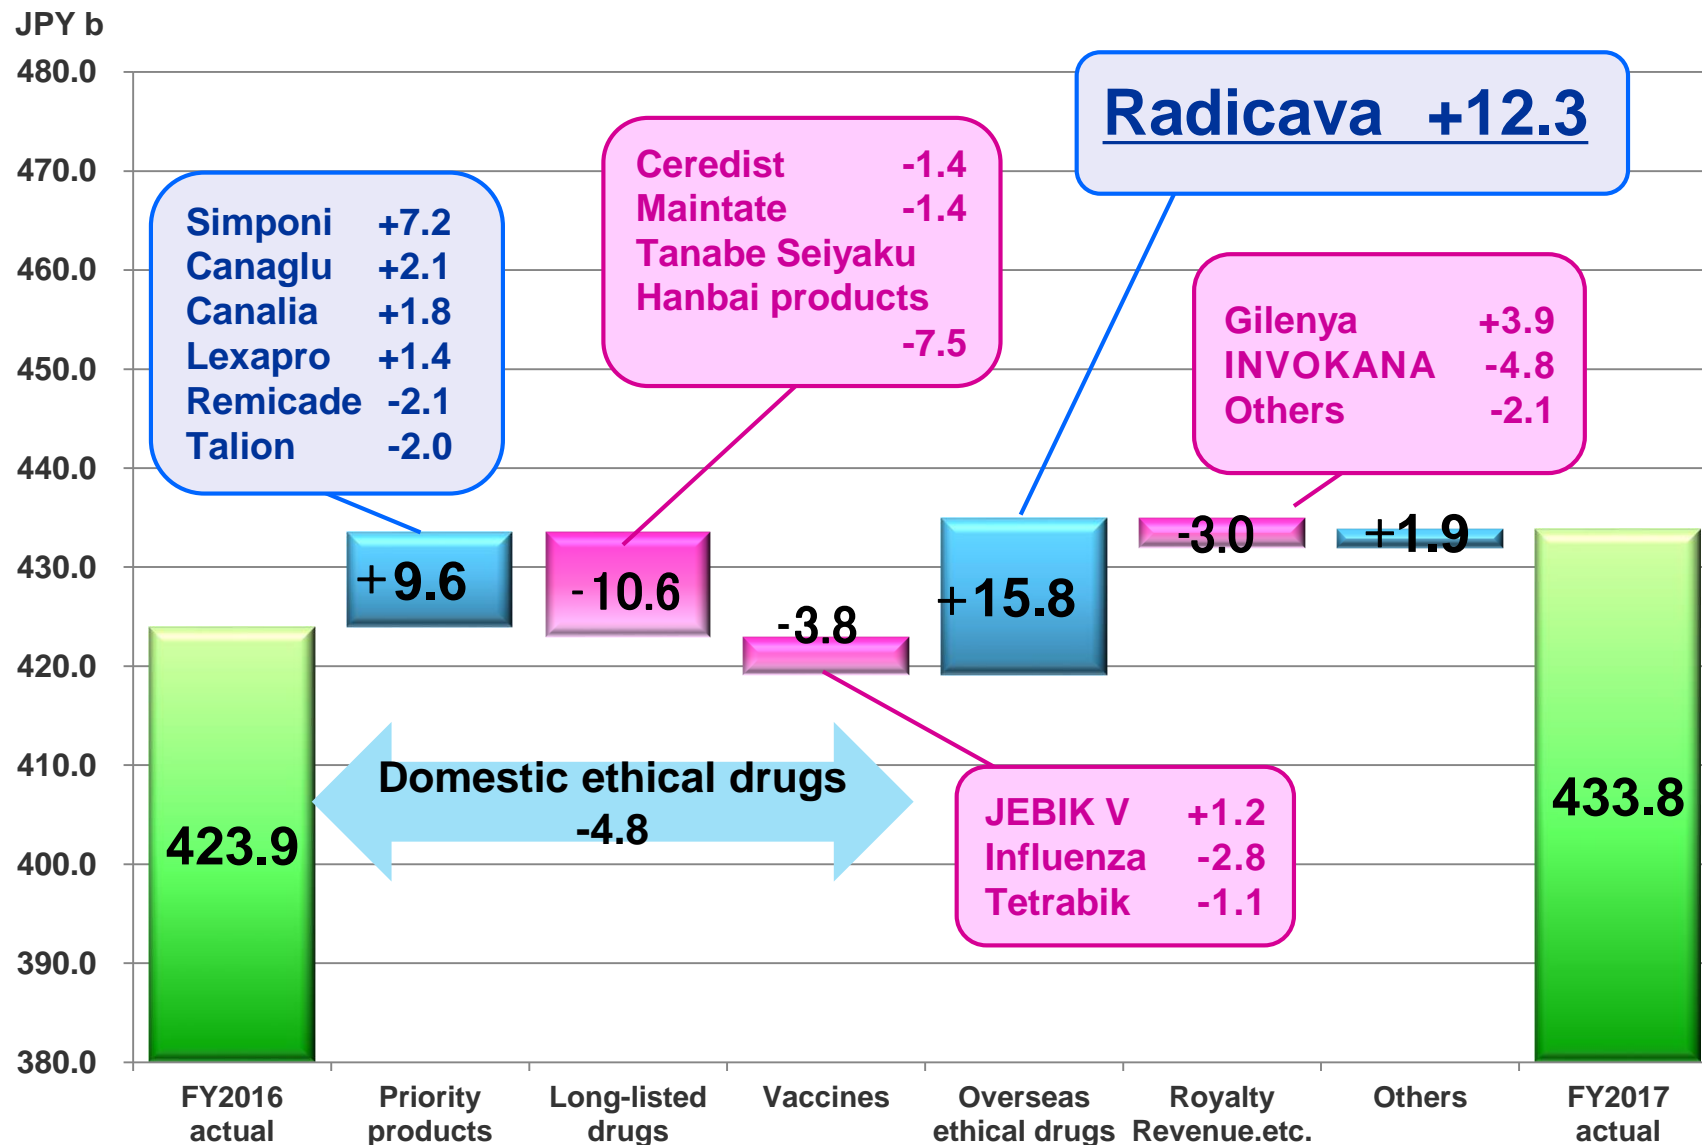 JPY b
480.0
470.0
460.0
450.0
440.0
430.0
420.0
410.0
400.0
390.0
380.0
Simponi +7.2
Canaglu +2.1
Canalia +1.8
Lexapro +1.4
Remicade -2.1
Talion -2.0
Ceredist -1.4
Maintate -1.4
Tanabe Seiyaku
Hanbai products
-7.5
Radicava +12.3
Gilenya +3.9
INVOKANA -4.8
Others -2.1
423.9
+9.6
-10.6
-3.8
+15.8
-3.0
+1.9
433.8
Domestic ethical drugs
-4.8
JEBIK V +1.2
Influenza -2.8
Tetrabik -1.1
FY2016
actual
Priority
products
Long-listed
drugs
Vaccines
Overseas
ethical drugs
Royalty
Revenue.etc.
Others
FY2017
actual